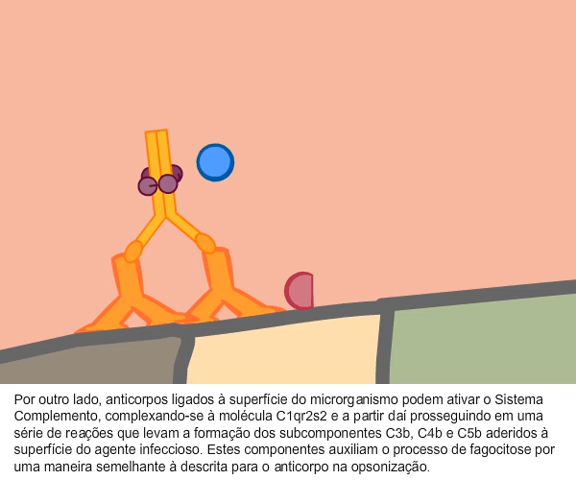 Por outro lado, anticorpos ligados à superfície do microrganismo podem ativar o Sistema
Complemento, complexando-se à molécula C1qr2s2 e a partir daí prosseguindo em uma
série de reações que levam a formação dos subcomponentes C3b, C4b e C5b aderidos à
superfície do agente infeccioso. Estes componentes auxiliam o processo de fagocitose por
uma maneira semelhante à descrita para o anticorpo na opsonização.